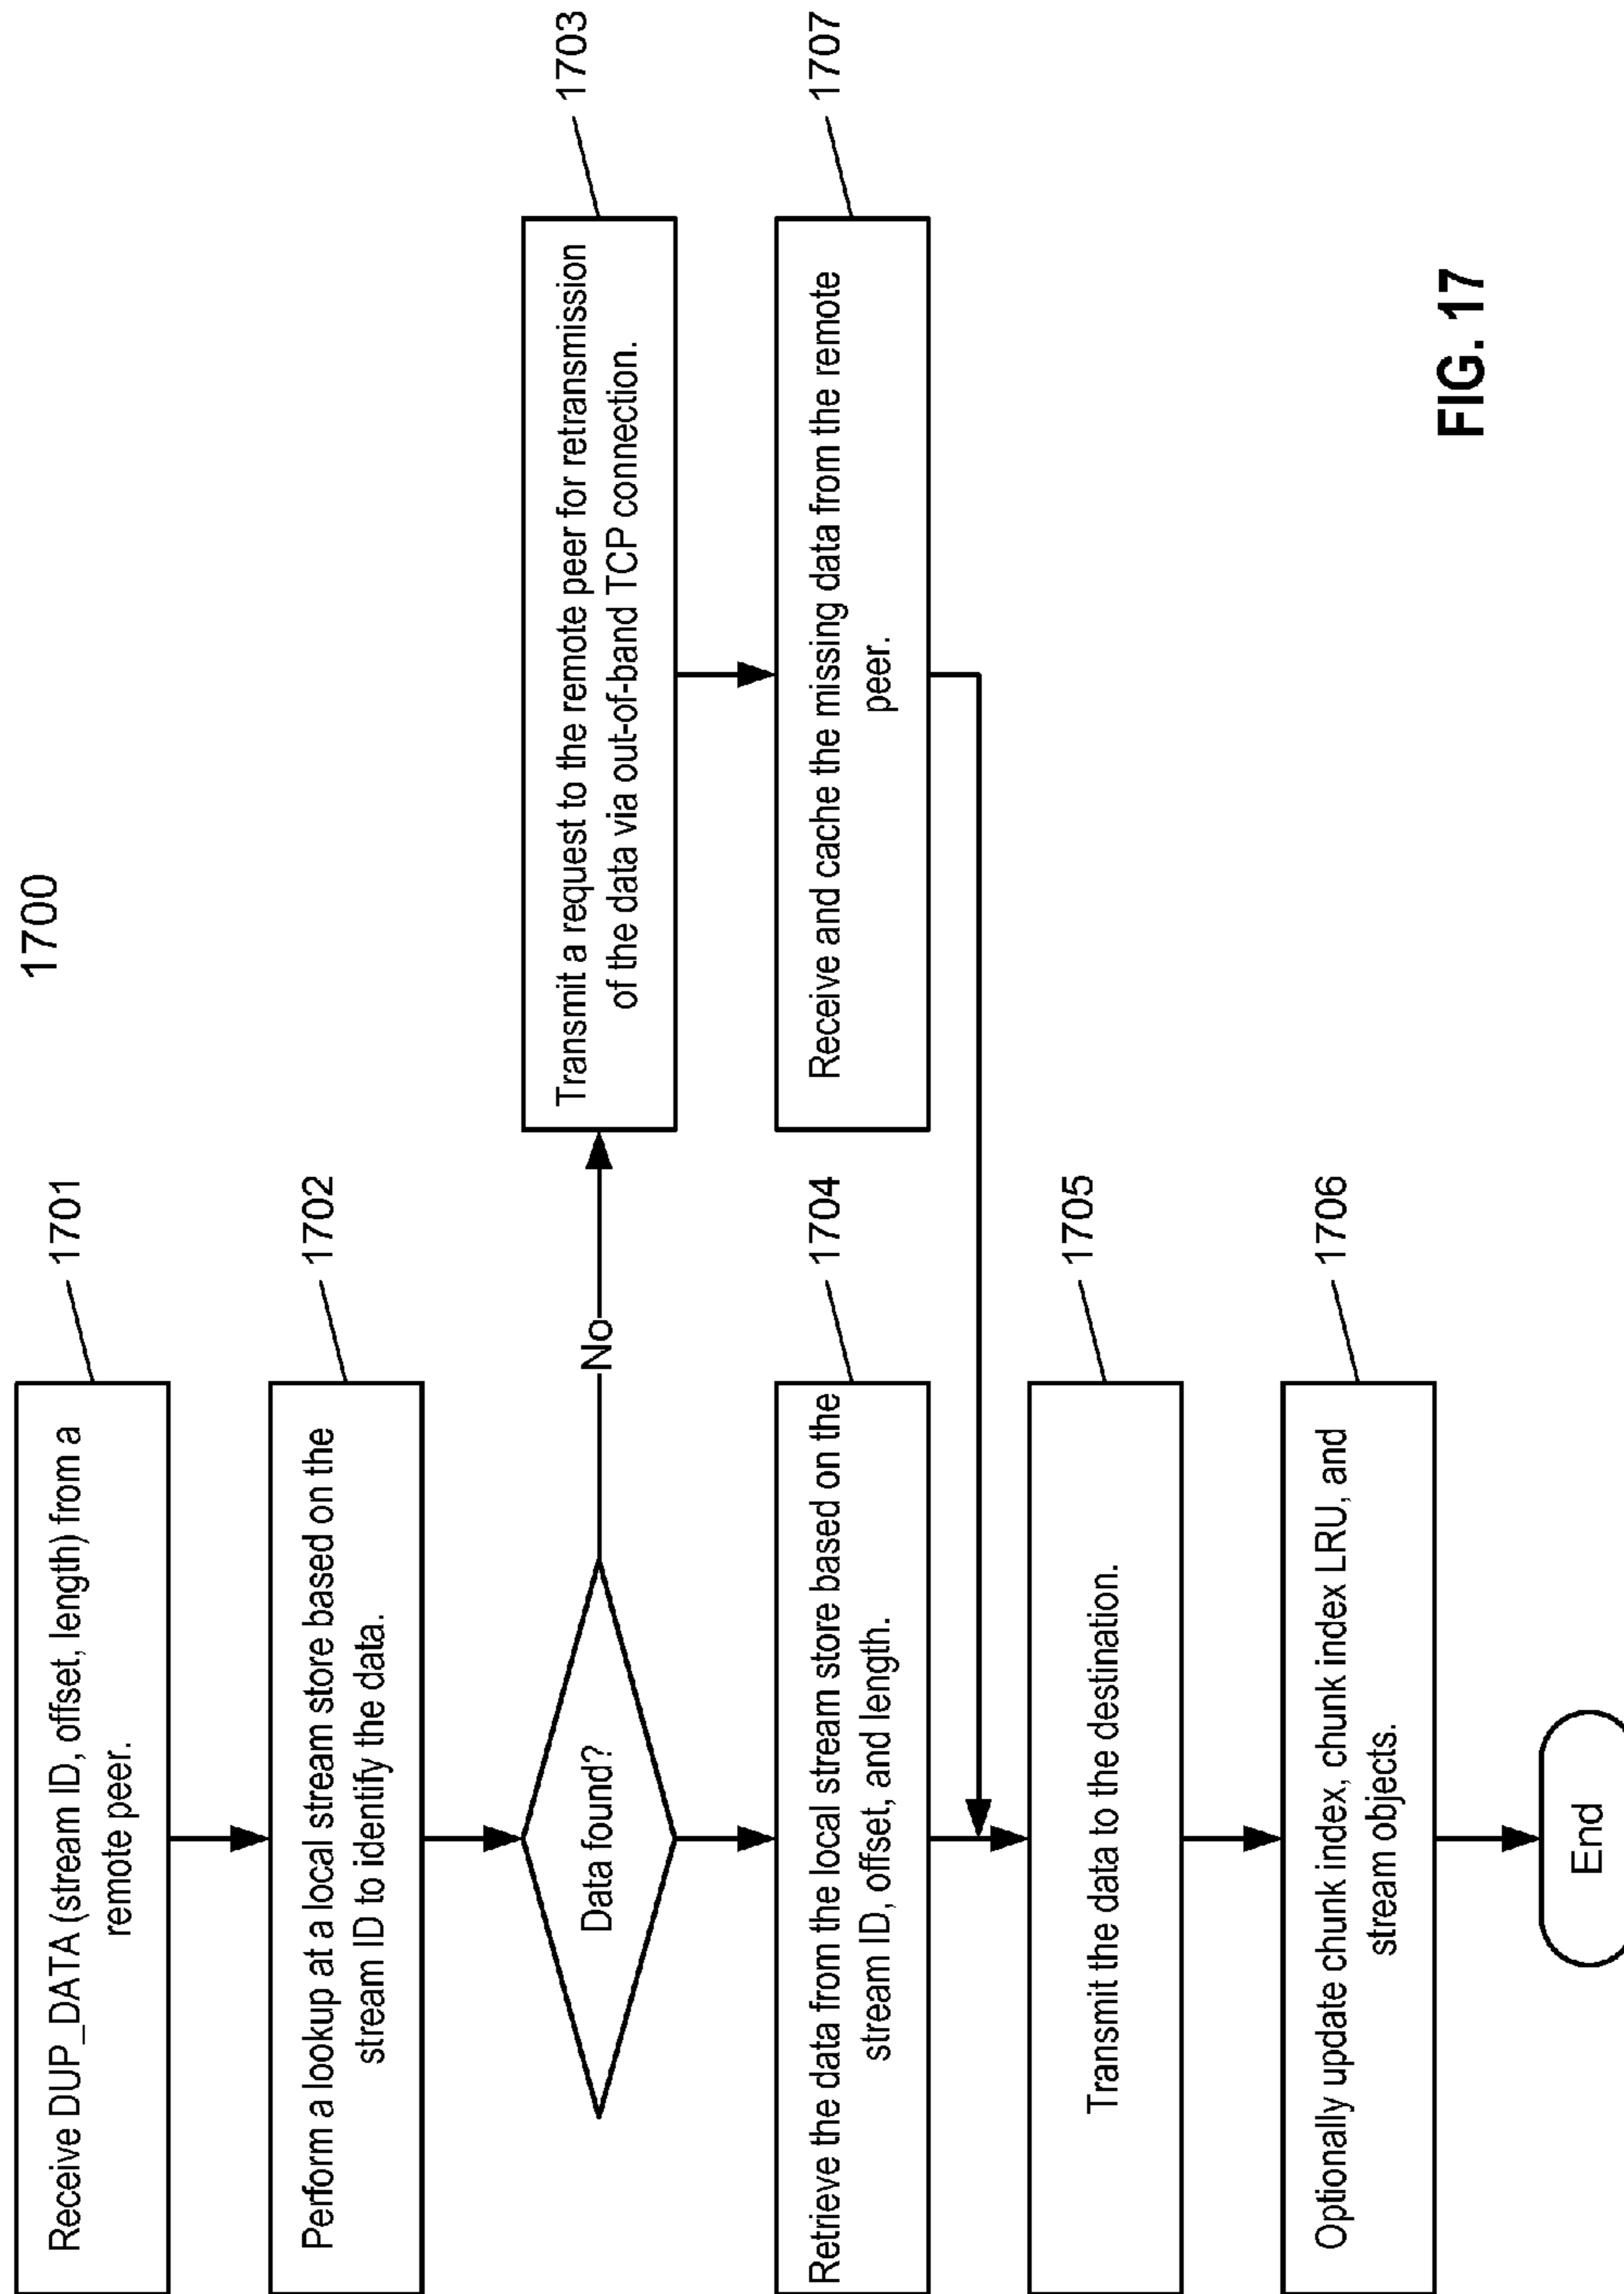 1700
Receive DUP_DATA (stream ID, offset, length) from a
remote peer.
1701
Perform a lookup at a local stream store based on the
stream ID to identify the data.
1702
Data found?
No
Transmit a request to the remote peer for retransmission
of the data via out-of-band TCP connection.
1703
Receive and cache the missing data from the remote
peer.
1707
Retrieve the data from the local stream store based on the
stream ID, offset, and length.
1704
Transmit the data to the destination.
1705
Optionally update chunk index, chunk index LRU, and
stream objects.
1706
End
FIG. 17